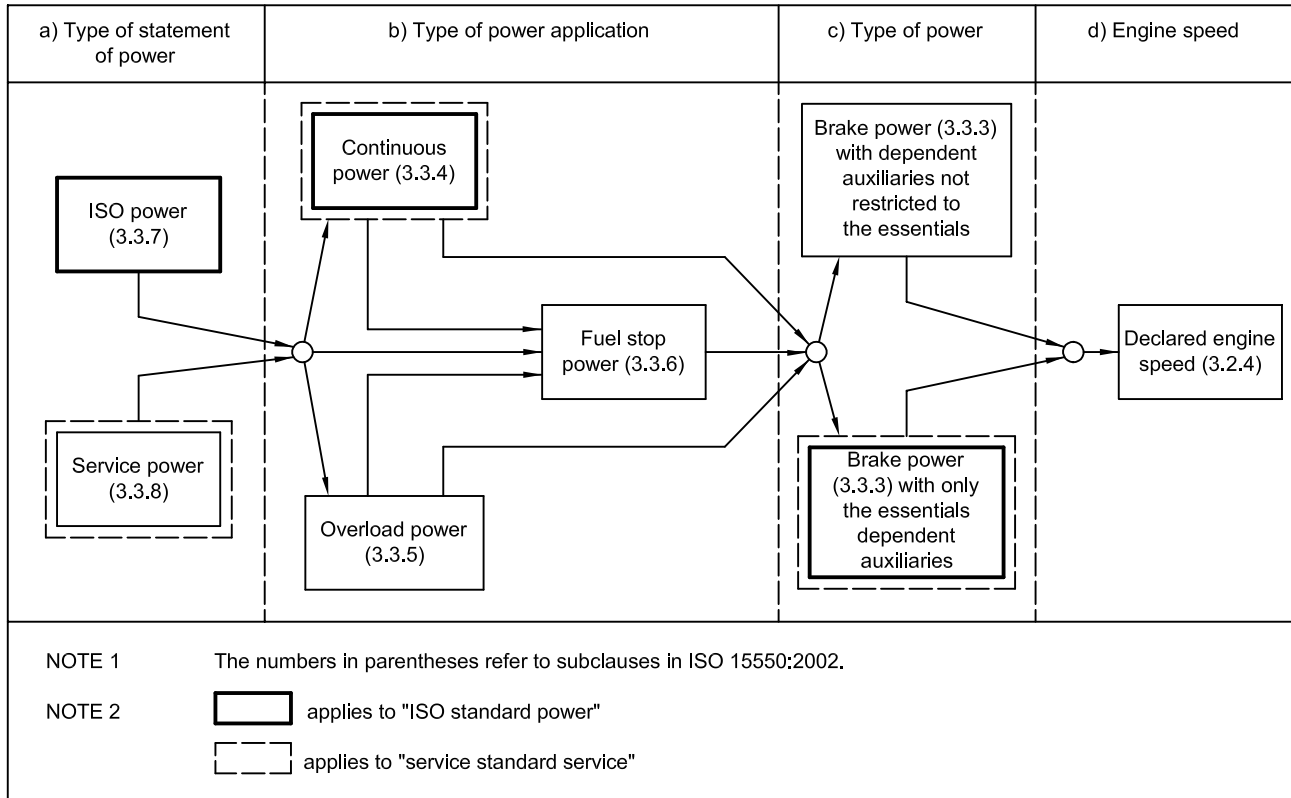 a) Type of statement
of power
b) Type of power application
c) Type of power
d) Engine speed
ISO power
(3.3.7)
Service power
(3.3.8)
Continuous
power (3.3.4)
Fuel stop
power (3.3.6)
Overload power
(3.3.5)
Brake power (3.3.3)
with dependent
auxiliaries not
restricted to
the essentials
Brake power
(3.3.3) with only
the essentials
dependent
auxiliaries
Declared engine
speed (3.2.4)
NOTE 1 The numbers in parentheses refer to subclauses in ISO 15550:2002.
NOTE 2 applies to "ISO standard power"
applies to "service standard service"